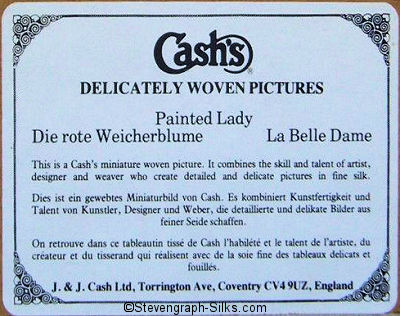 Cash's®
DELICATELY WOVEN PICTURES
Painted Lady
Die rote Weicherblume La Belle Dame
This is a Cash's miniature woven picture. It combines the skill and talent of artist,
designer and weaver who create detailed and delicate pictures in fine silk.
Dies ist ein gewebtes Miniaturbild von Cash. Es kombiniert Kunstfertigkeit und
Talent von Kunstler, Designer und Weber, die detaillierte und delikate Bilder aus
feiner Seide schaffen.
On retrouve dans ce tableautin tissé de Cash l'habilété et le talent de l'artiste, du
créateur et du tisserand qui réalisent avec de la soie fine des tableaux delicats et
fouillés.
J. & J. Cash Ltd, Torrington Ave, Coventry CV4 9UZ, England
©Stevengraph-Silks.com